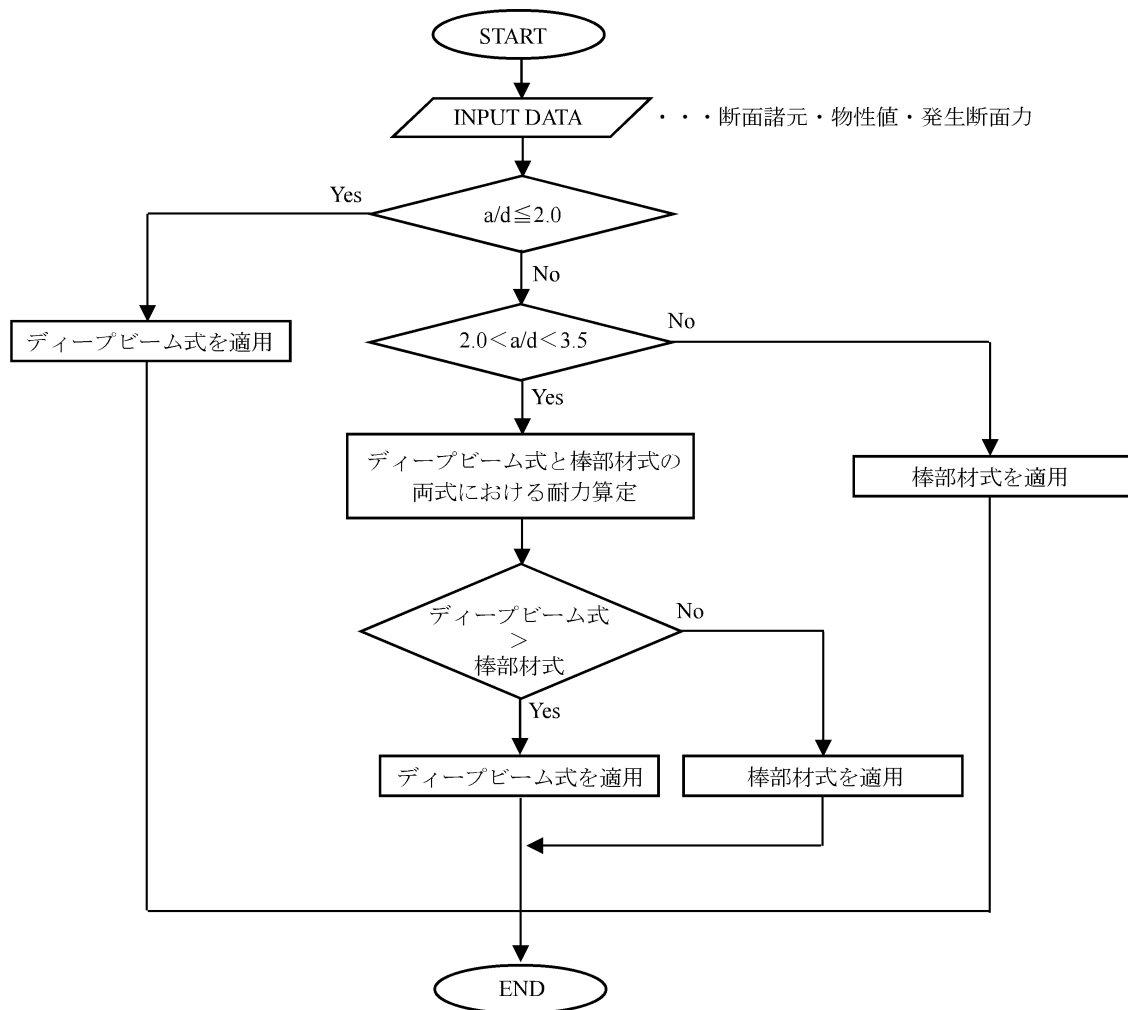 START
INPUT DATA ・・・断面諸元・物性値・発生断面力
Yes
a/d≦2.0
No
ディープビーム式を適用
2.0＜a/d＜3.5
No
Yes
ディープビーム式と棒部材式の
両式における耐力算定
棒部材式を適用
ディープビーム式
＞
棒部材式
No
Yes
ディープビーム式を適用
棒部材式を適用
END